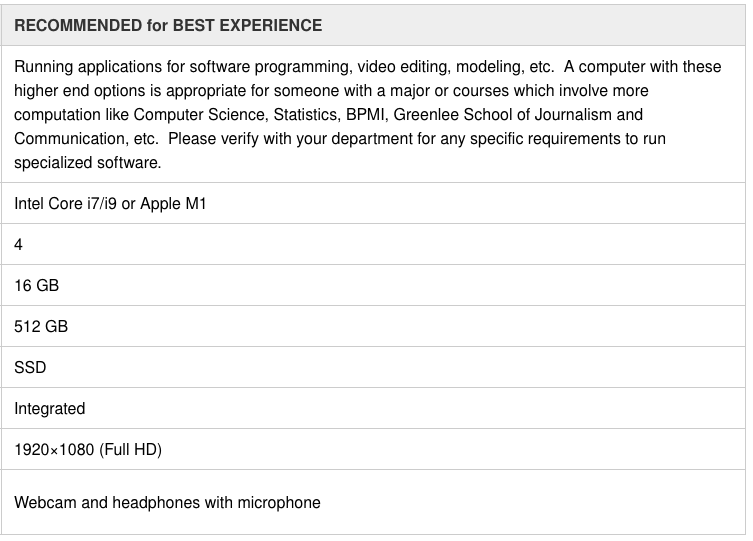 RECOMMENDED for BEST EXPERIENCE
Running applications for software programming, video editing, modeling, etc.  A computer with these
higher end options is appropriate for someone with a major or courses which involve more
computation like Computer Science, Statistics, BPMI, Greenlee School of Journalism and
Communication, etc.  Please verify with your department for any specific requirements to run
specialized software.
Intel Core i7/i9 or Apple M1
4
16 GB
512 GB
SSD
Integrated
1920×1080 (Full HD)
Webcam and headphones with microphone